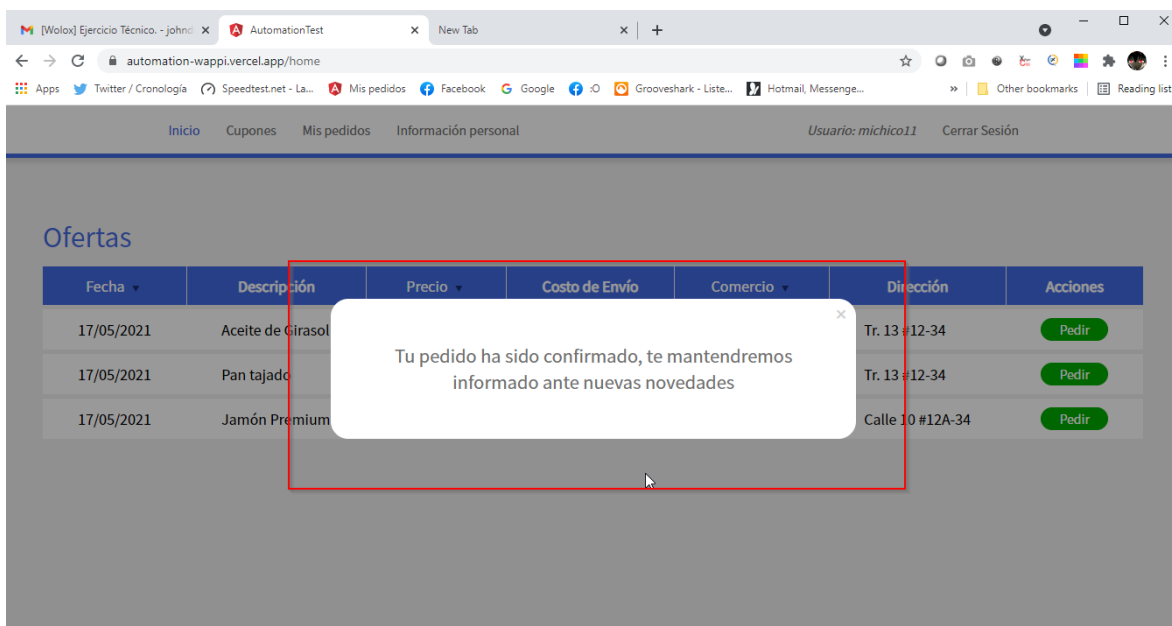 [Wolox] Ejercicio Técnico. - johnd
AutomationTest
New Tab
automation-wappi.vercel.app/home
Apps Twitter / Cronología Speedtest.net - La... Mis pedidos Facebook Google :O Grooveshark - Liste... Hotmail, Messenge... » Other bookmarks Reading list
Inicio Cupones Mis pedidos Información personal Usuario: michico11 Cerrar Sesión
Ofertas
Fecha Descripción Precio Costo de Envío Comercio Dirección Acciones
17/05/2021 Aceite de Girasol Tr. 13 #12-34 Pedir
Tu pedido ha sido confirmado, te mantendremos
informado ante nuevas novedades
17/05/2021 Pan tajado Tr. 13 #12-34 Pedir
17/05/2021 Jamón Premium Calle 10 #12A-34 Pedir